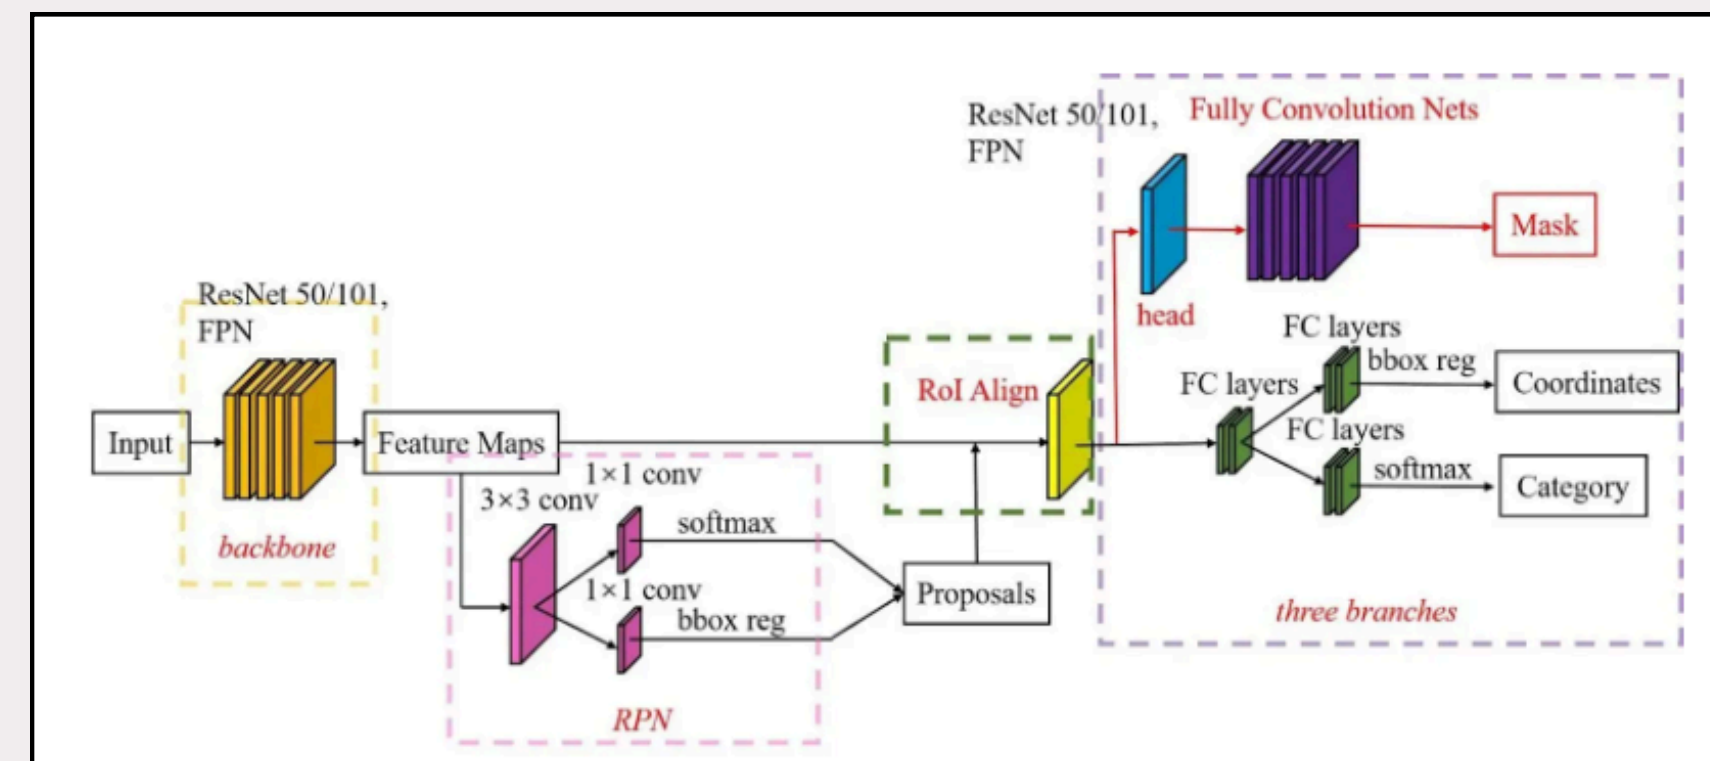 ResNet 50/101,
FPN
Fully Convolution Nets
Mask
head
ResNet 50/101,
FPN
FC layers
bbox reg
Coordinates
RoI Align
FC layers
FC layers
softmax
Category
Input
Feature Maps
1×1 conv
3×3 conv
softmax
backbone
1×1 conv
bbox reg
Proposals
three branches
RPN